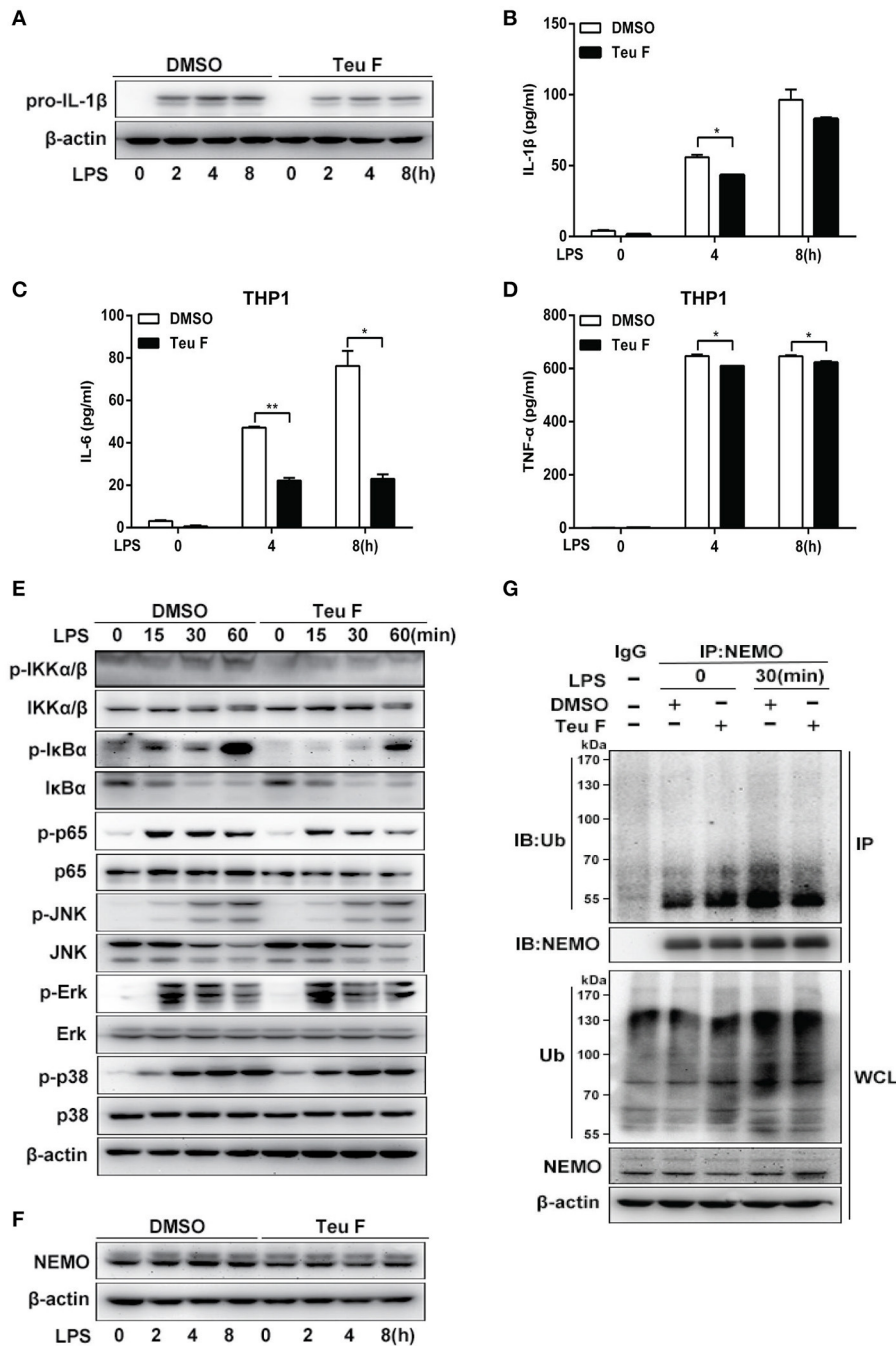 A
DMSO Teu F
pro-IL-1β
β-actin
LPS 0 2 4 8 0 2 4 8(h)
B
DMSO
Teu F
150
100
50
0
IL-1β (pg/ml)
*
LPS 0 4 8(h)
C
THP1
DMSO
Teu F
100
80
60
40
20
0
IL-6 (pg/ml)
**
*
LPS 0 4 8(h)
D
THP1
DMSO
Teu F
800
600
400
200
0
TNF-α (pg/ml)
*
*
LPS 0 4 8(h)
E
DMSO Teu F
LPS 0 15 30 60 0 15 30 60(min)
p-IKKα/β
IKKα/β
p-IκBα
IκBα
p-p65
p65
p-JNK
JNK
p-Erk
Erk
p-p38
p38
β-actin
F
DMSO Teu F
NEMO
β-actin
LPS 0 2 4 8 0 2 4 8(h)
G
IgG IP:NEMO
LPS – 0 30(min)
DMSO – + – + –
Teu F – – + – +
kDa
170
130
100
70
55
IB:Ub
IP
IB:NEMO
kDa
170
130
100
70
55
Ub
WCL
NEMO
β-actin